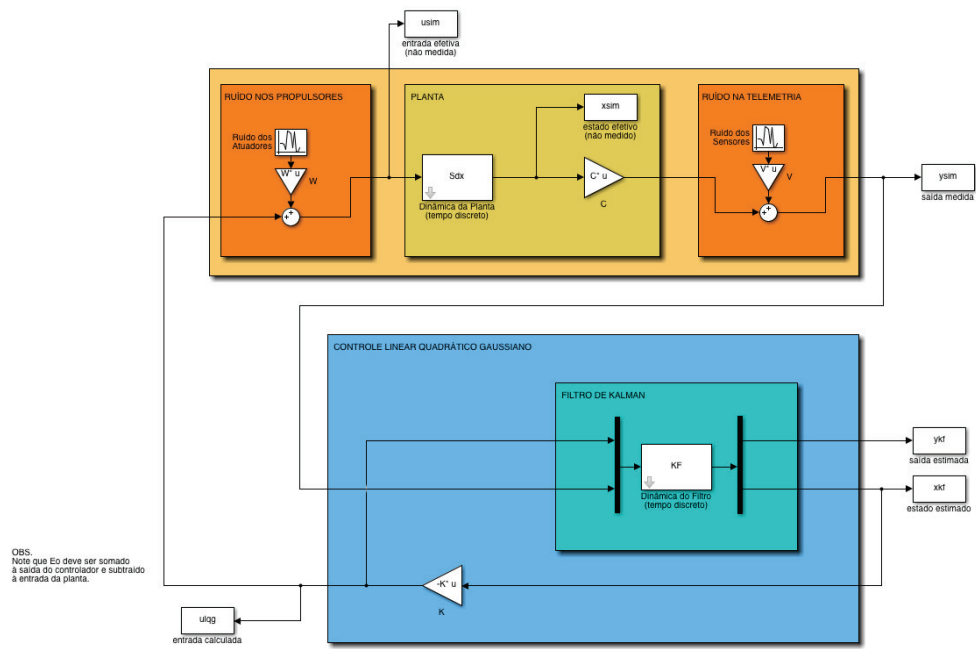 usim
entrada efetiva
(não medida)
RUÍDO NOS PROPULSORES
Ruído dos
Atuadores
W* u
W
+
+
PLANTA
xsim
estado efetivo
(não medido)
Sdx
Dinâmica da Planta
(tempo discreto)
C* u
C
RUÍDO NA TELEMETRIA
Ruído dos
Sensores
V* u
V
+
+
ysim
saída medida
CONTROLE LINEAR QUADRÁTICO GAUSSIANO
FILTRO DE KALMAN
KF
Dinâmica do Filtro
(tempo discreto)
ykf
saída estimada
xkf
estado estimado
OBS.
Note que Eo deve ser somado
à saída do controlador e subtraído
à entrada da planta.
-K* u
K
ulqg
entrada calculada